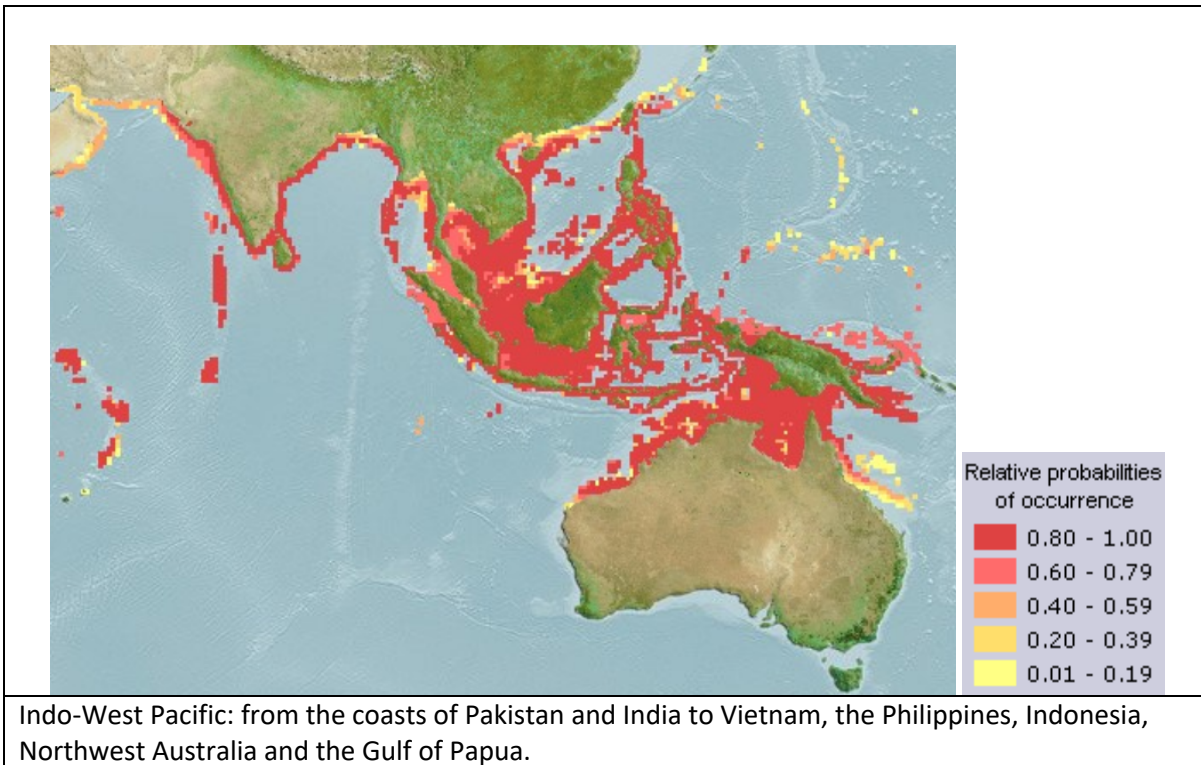 Relative probabilities
of occurrence
0.80 - 1.00
0.60 - 0.79
0.40 - 0.59
0.20 - 0.39
0.01 - 0.19
Indo-West Pacific: from the coasts of Pakistan and India to Vietnam, the Philippines, Indonesia,
Northwest Australia and the Gulf of Papua.